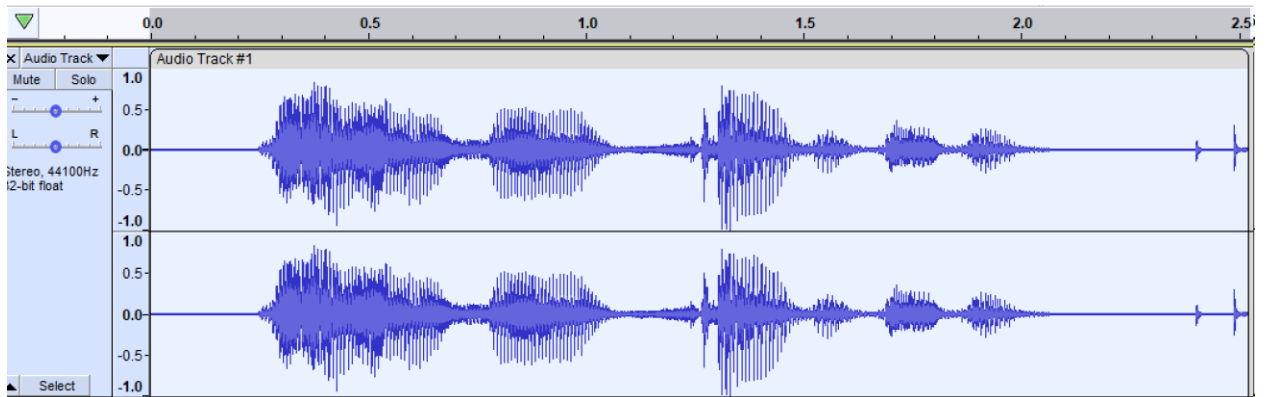 0.0 0.5 1.0 1.5 2.0 2.5
Audio Track Audio Track #1
Mute Solo 1.0
- + 0.5
L R 0.0
Stereo, 44100Hz
32-bit float -0.5
-1.0
1.0
0.5
0.0
-0.5
Select -1.0